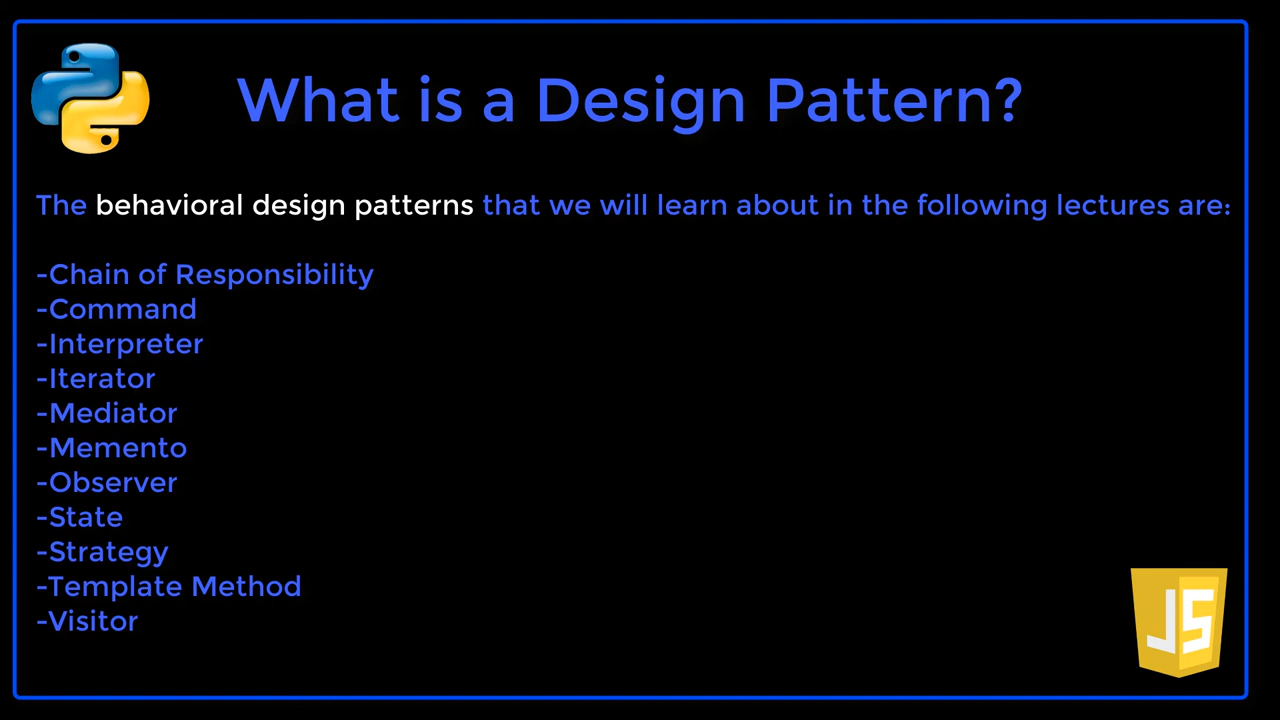 What is a Design Pattern?
The behavioral design patterns that we will learn about in the following lectures are:
-Chain of Responsibility
-Command
-Interpreter
-Iterator
-Mediator
-Memento
-Observer
-State
-Strategy
-Template Method
-Visitor
JS